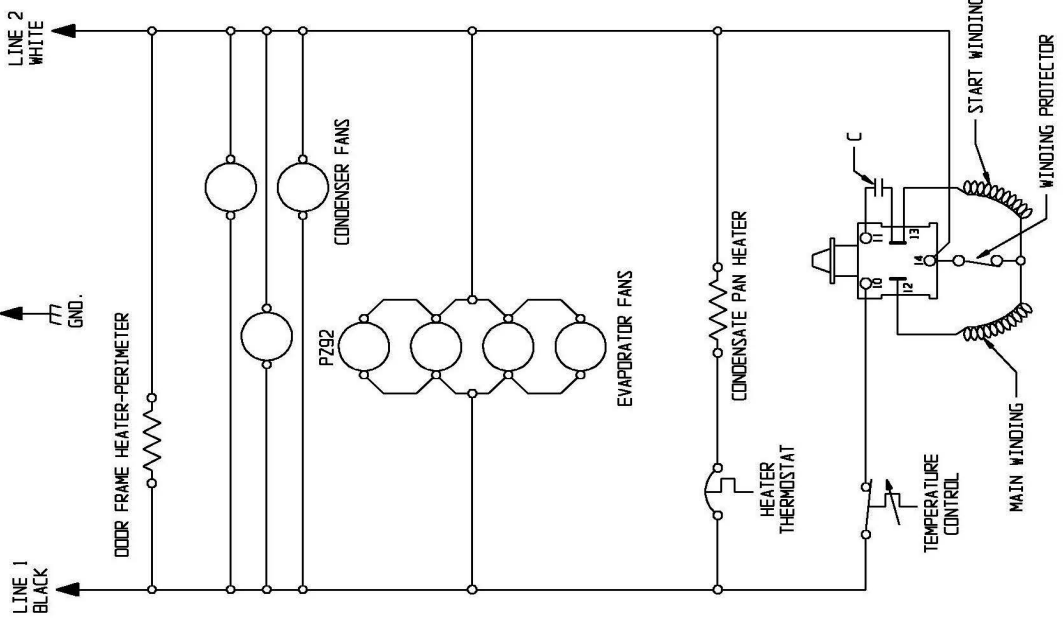 LINE 1
BLACK
GND.
LINE 2
WHITE
DOOR FRAME HEATER-PERIMETER
CONDENSER FANS
PZ92
EVAPORATOR FANS
HEATER
THERMOSTAT
CONDENSATE PAN HEATER
TEMPERATURE
CONTROL
10
11
12
13
14
C
MAIN WINDING
START WINDING
WINDING PROTECTOR